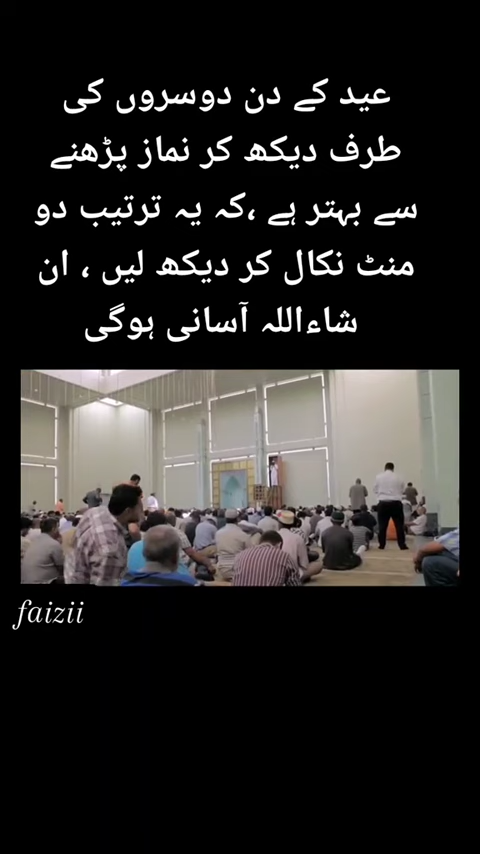 عید کے دن دوسروں کی
طرف دیکھ کر نماز پڑھنے
سے بہتر ہے ،کہ یہ ترتیب دو
منٹ نکال کر دیکھ لیں ، ان
شاءاللہ آسانی ہوگی
faizii